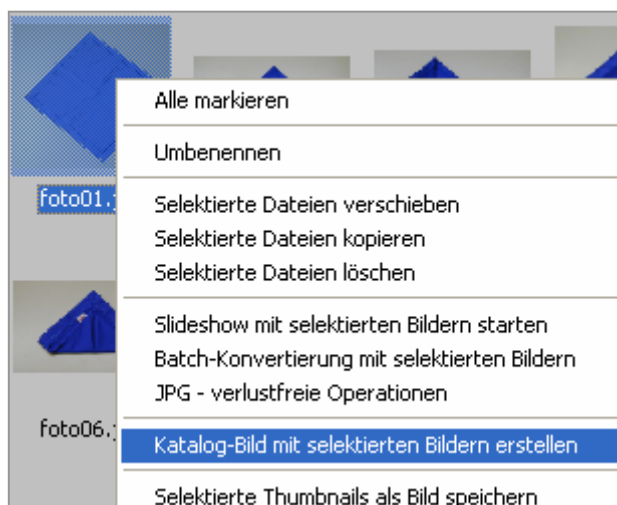 Alle markieren
Umbenennen
foto01.
Selektierte Dateien verschieben
Selektierte Dateien kopieren
Selektierte Dateien löschen
Slideshow mit selektierten Bildern starten
Batch-Konvertierung mit selektierten Bildern
JPG - verlustfreie Operationen
foto06.
Katalog-Bild mit selektierten Bildern erstellen
Selektierte Thumbnails als Bild speichern